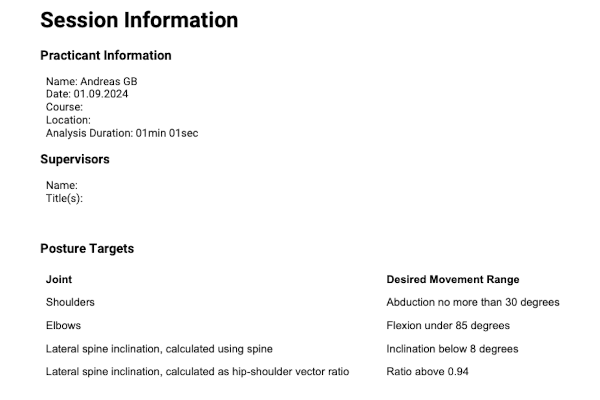 Session Information
Practicant Information
Name: Andreas GB
Date: 01.09.2024
Course:
Location:
Analysis Duration: 01min 01sec
Supervisors
Name:
Title(s):
Posture Targets
Joint Desired Movement Range
Shoulders Abduction no more than 30 degrees
Elbows Flexion under 85 degrees
Lateral spine inclination, calculated using spine Inclination below 8 degrees
Lateral spine inclination, calculated as hip-shoulder vector ratio Ratio above 0.94